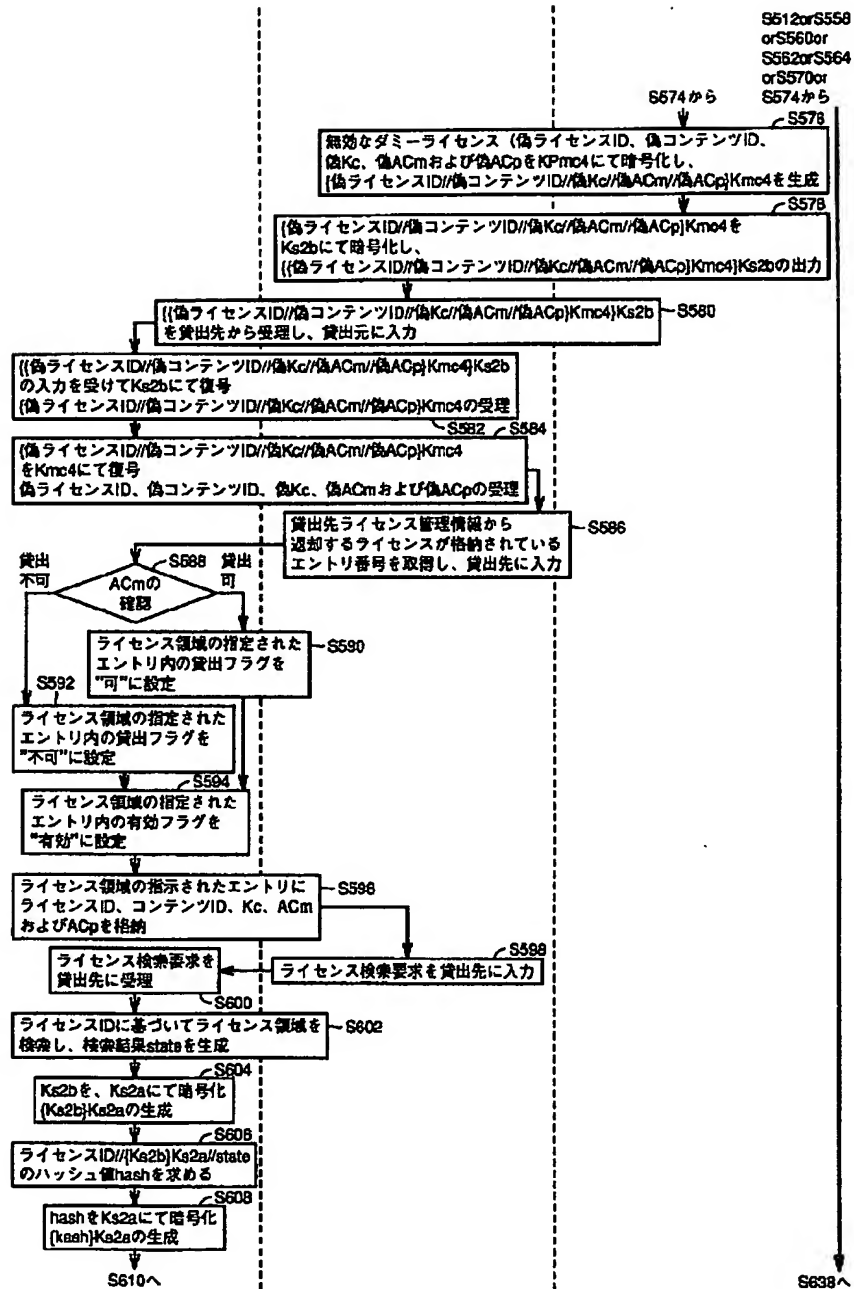 S512orS558
orS560or
S562orS564
orS570or
S574から
S574から
S576
無効なダミーライセンス（偽ライセンスID、偽コンテンツID、
偽Kc、偽ACmおよび偽ACpをKPmc4にて暗号化し、
{偽ライセンスID//偽コンテンツID//偽Kc//偽ACm//偽ACp}Kmc4を生成
S578
{偽ライセンスID//偽コンテンツID//偽Kc//偽ACm//偽ACp}Kmc4を
Ks2bにて暗号化し、
{{偽ライセンスID//偽コンテンツID//偽Kc//偽ACm//偽ACp}Kmc4}Ks2bの出力
{{偽ライセンスID//偽コンテンツID//偽Kc//偽ACm//偽ACp}Kmc4}Ks2b
を貸出先から受理し、貸出元に入力
S580
{{偽ライセンスID//偽コンテンツID//偽Kc//偽ACm//偽ACp}Kmc4}Ks2b
の入力を受けてKs2bにて復号
{偽ライセンスID//偽コンテンツID//偽Kc//偽ACm//偽ACp}Kmc4の受理
S582
S584
{偽ライセンスID//偽コンテンツID//偽Kc//偽ACm//偽ACp}Kmc4
をKmc4にて復号
偽ライセンスID、偽コンテンツID、偽Kc、偽ACmおよび偽ACpの受理
貸出先ライセンス管理情報から
返却するライセンスが格納されている
エントリ番号を取得し、貸出先に入力
S586
貸出
不可
S588
貸出
可
ACmの
確認
ライセンス領域の指定された
エントリ内の貸出フラグを
"可"に設定
S590
S592
ライセンス領域の指定された
エントリ内の貸出フラグを
"不可"に設定
S594
ライセンス領域の指定された
エントリ内の有効フラグを
"有効"に設定
ライセンス領域の指示されたエントリに
ライセンスID、コンテンツID、Kc、ACm
およびACpを格納
S596
S598
ライセンス検索要求を貸出先に入力
ライセンス検索要求を
貸出先に受理
S600
ライセンスIDに基づいてライセンス領域を
検索し、検索結果stateを生成
S602
S604
Ks2bを、Ks2aにて暗号化
{Ks2b}Ks2aの生成
S606
ライセンスID//{Ks2b}Ks2a//state
のハッシュ値hashを求める
S608
hashをKs2aにて暗号化
{hash}Ks2aの生成
S610へ
S638へ